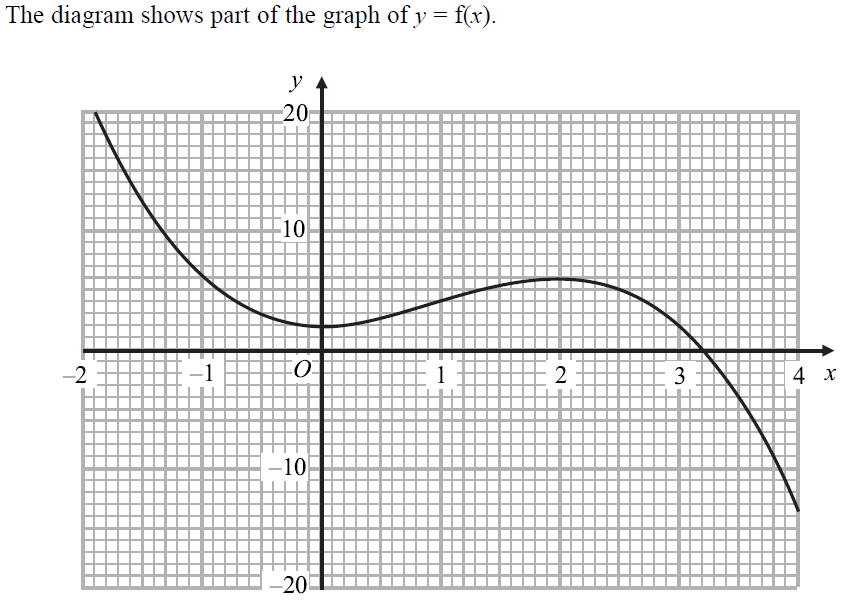 The diagram shows part of the graph of y = f(x).
y
20
10
–2 –1 O 1 2 3 4 x
–10
–20